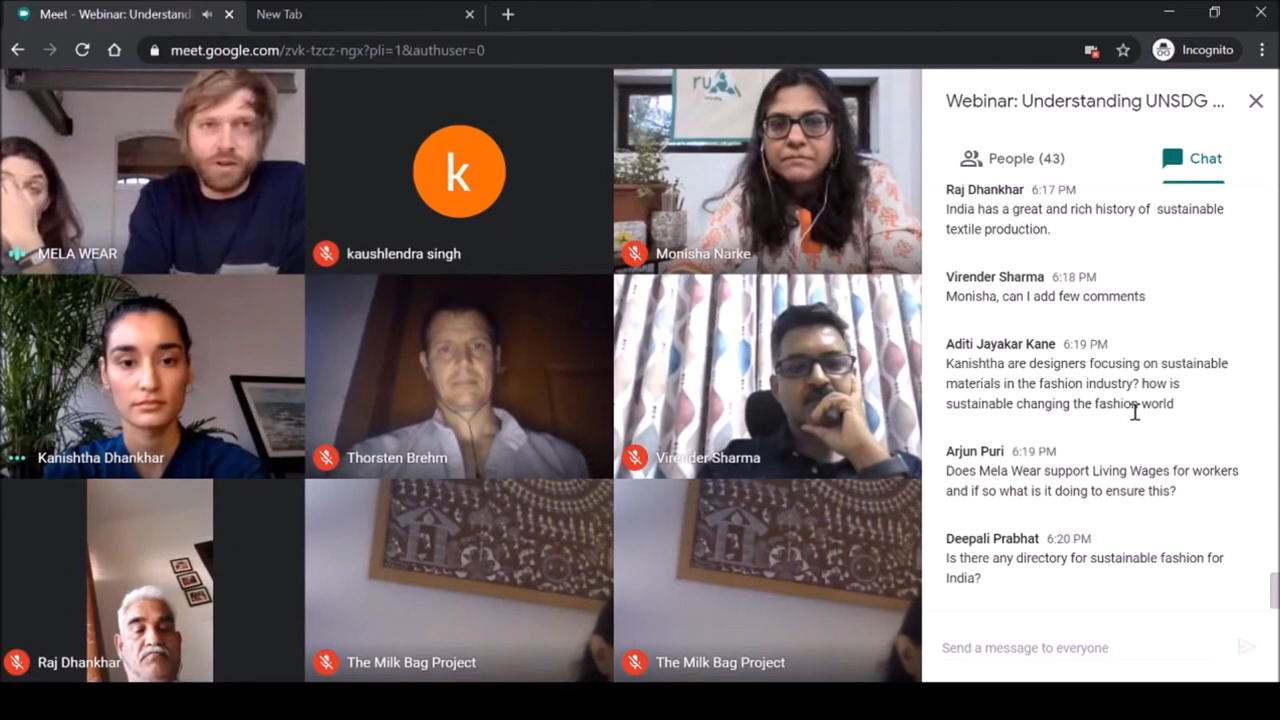 Meet - Webinar: Understand
New Tab
meet.google.com/zvk-tzcz-ngx?pli=1&authuser=0
Incognito
MELA WEAR
k
kaushlendra singh
ru
Monisha Narke
Kanishtha Dhankhar
Thorsten Brehm
Virender Sharma
Raj Dhankhar
The Milk Bag Project
The Milk Bag Project
Webinar: Understanding UNSDG ...
People (43)
Chat
Raj Dhankhar 6:17 PM
India has a great and rich history of sustainable
textile production.
Virender Sharma 6:18 PM
Monisha, can I add few comments
Aditi Jayakar Kane 6:19 PM
Kanishtha are designers focusing on sustainable
materials in the fashion industry? how is
sustainable changing the fashion world
Arjun Puri 6:19 PM
Does Mela Wear support Living Wages for workers
and if so what is it doing to ensure this?
Deepali Prabhat 6:20 PM
Is there any directory for sustainable fashion for
India?
Send a message to everyone